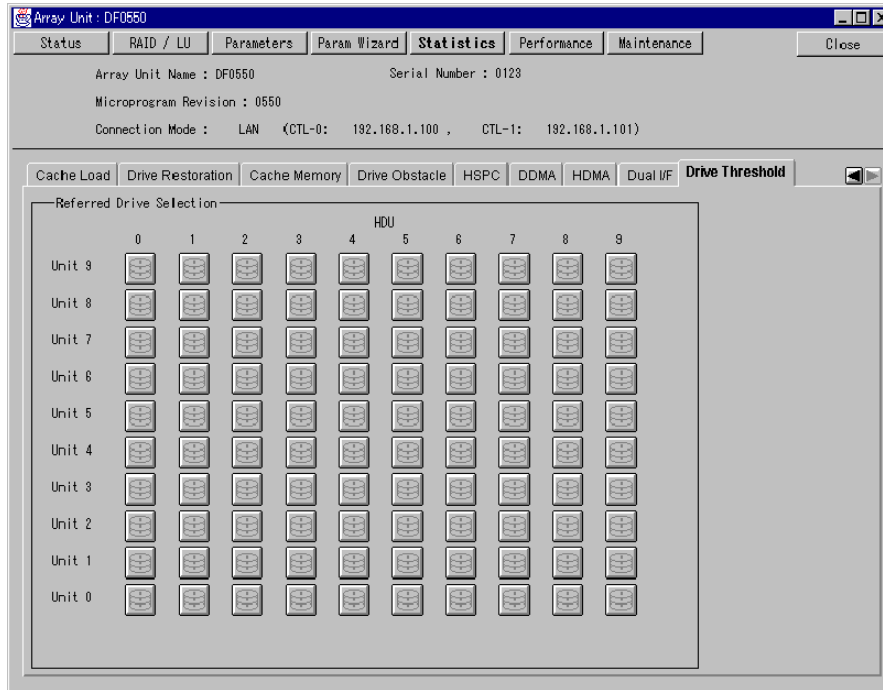 Array Unit : DF0550
Status RAID / LU Parameters Param Wizard Statistics Performance Maintenance Close
Array Unit Name : DF0550 Serial Number : 0123
Microprogram Revision : 0550
Connection Mode : LAN (CTL-0: 192.168.1.100 , CTL-1: 192.168.1.101)
Cache Load Drive Restoration Cache Memory Drive Obstacle HSPC DDMA HDMA Dual I/F Drive Threshold
Referred Drive Selection
HDU
0 1 2 3 4 5 6 7 8 9
Unit 9
Unit 8
Unit 7
Unit 6
Unit 5
Unit 4
Unit 3
Unit 2
Unit 1
Unit 0